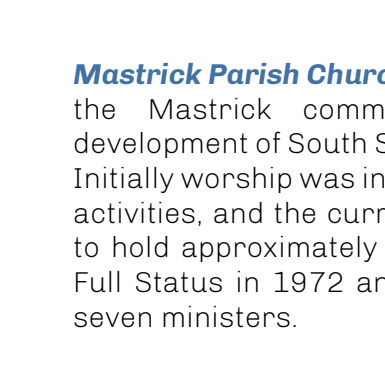 Mastrick Parish Churc
the Mastrick comm
development of South S
Initially worship was in
activities, and the curr
to hold approximately
Full Status in 1972 an
seven ministers.